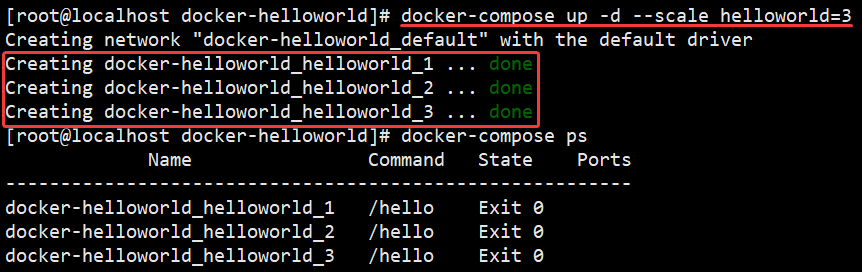 [root@localhost docker-helloworld]# docker-compose up -d --scale helloworld=3
Creating network "docker-helloworld_default" with the default driver
Creating docker-helloworld_helloworld_1 ... done
Creating docker-helloworld_helloworld_2 ... done
Creating docker-helloworld_helloworld_3 ... done
[root@localhost docker-helloworld]# docker-compose ps
Name Command State Ports
---------------------------------------------------------------
docker-helloworld_helloworld_1 /hello Exit 0
docker-helloworld_helloworld_2 /hello Exit 0
docker-helloworld_helloworld_3 /hello Exit 0